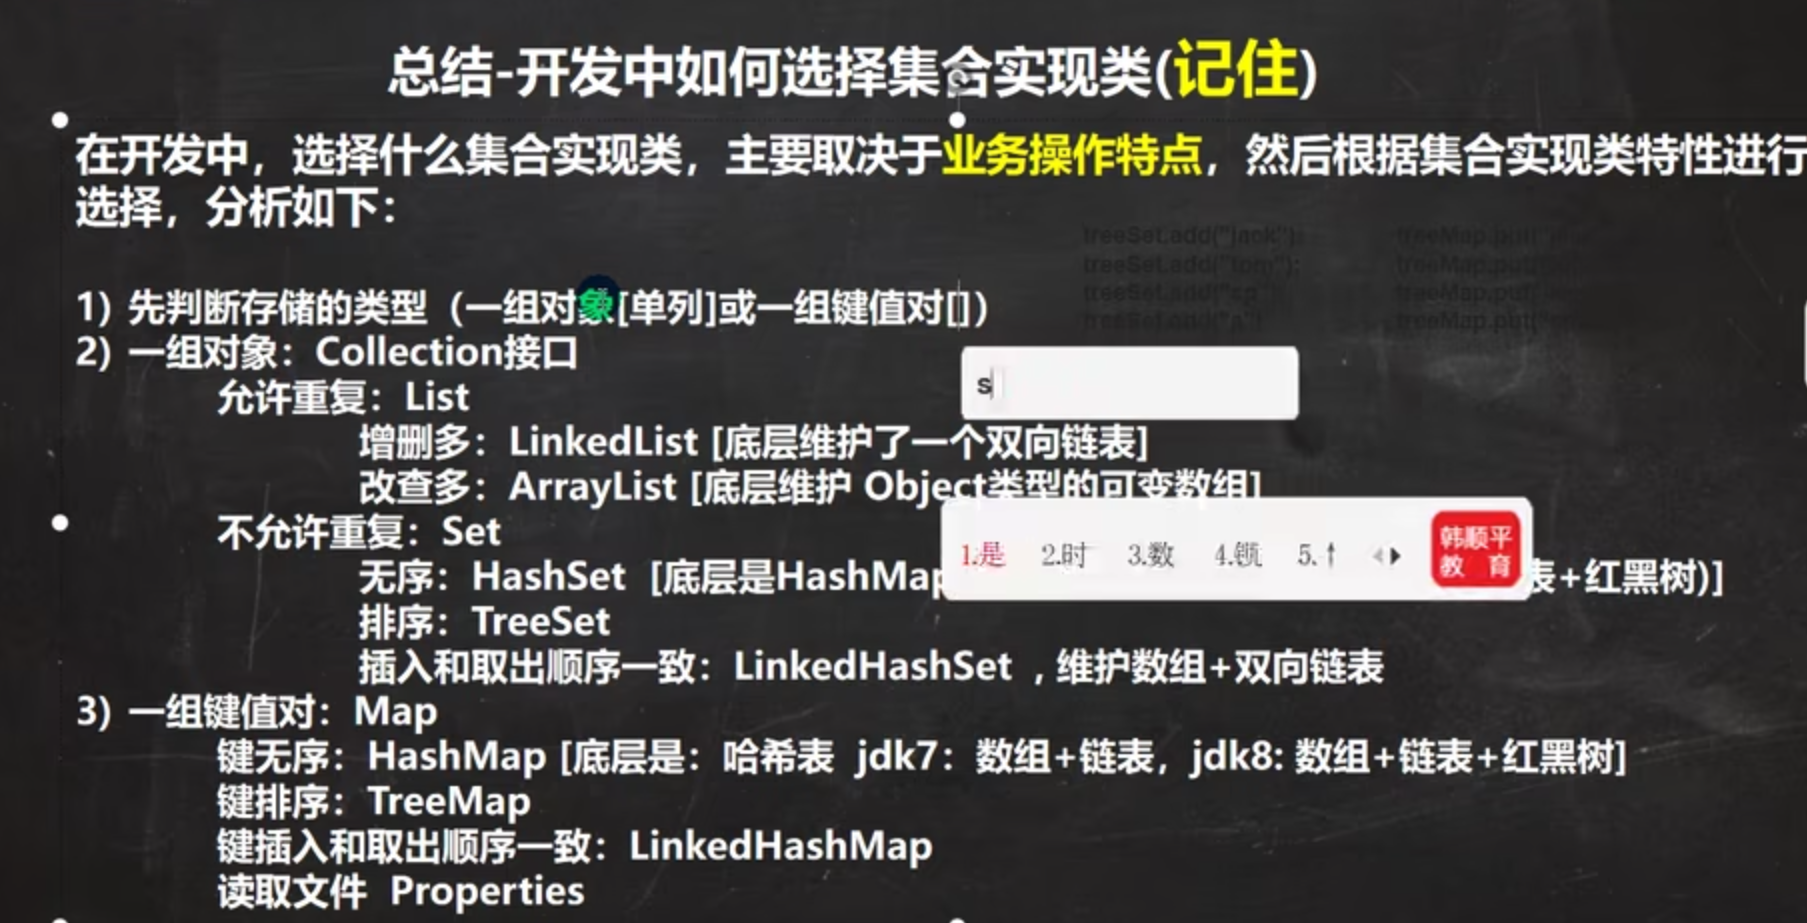 总结-开发中如何选择集合实现类(记住)
在开发中，选择什么集合实现类，主要取决于业务操作特点，然后根据集合实现类特性进行
选择，分析如下：
treeSet.add("jack"); treeMap.put(
treeSet.add("tom"); treeMap.put(
treeSet.add( treeMap.put(
treeSet.add( treeMap.put(
1) 先判断存储的类型（一组对象[单列]或一组键值对[]）
2) 一组对象：Collection接口
允许重复：List
s
增删多：LinkedList [底层维护了一个双向链表]
改查多：ArrayList [底层维护 Object类型的可变数组]
不允许重复：Set
1.是 2.时 3.数 4.锁 5.↑
韩顺平
教 育
无序：HashSet [底层是HashMap 表+红黑树)]
排序：TreeSet
插入和取出顺序一致：LinkedHashSet ，维护数组+双向链表
3) 一组键值对：Map
键无序：HashMap [底层是：哈希表 jdk7：数组+链表，jdk8: 数组+链表+红黑树]
键排序：TreeMap
键插入和取出顺序一致：LinkedHashMap
读取文件 Properties